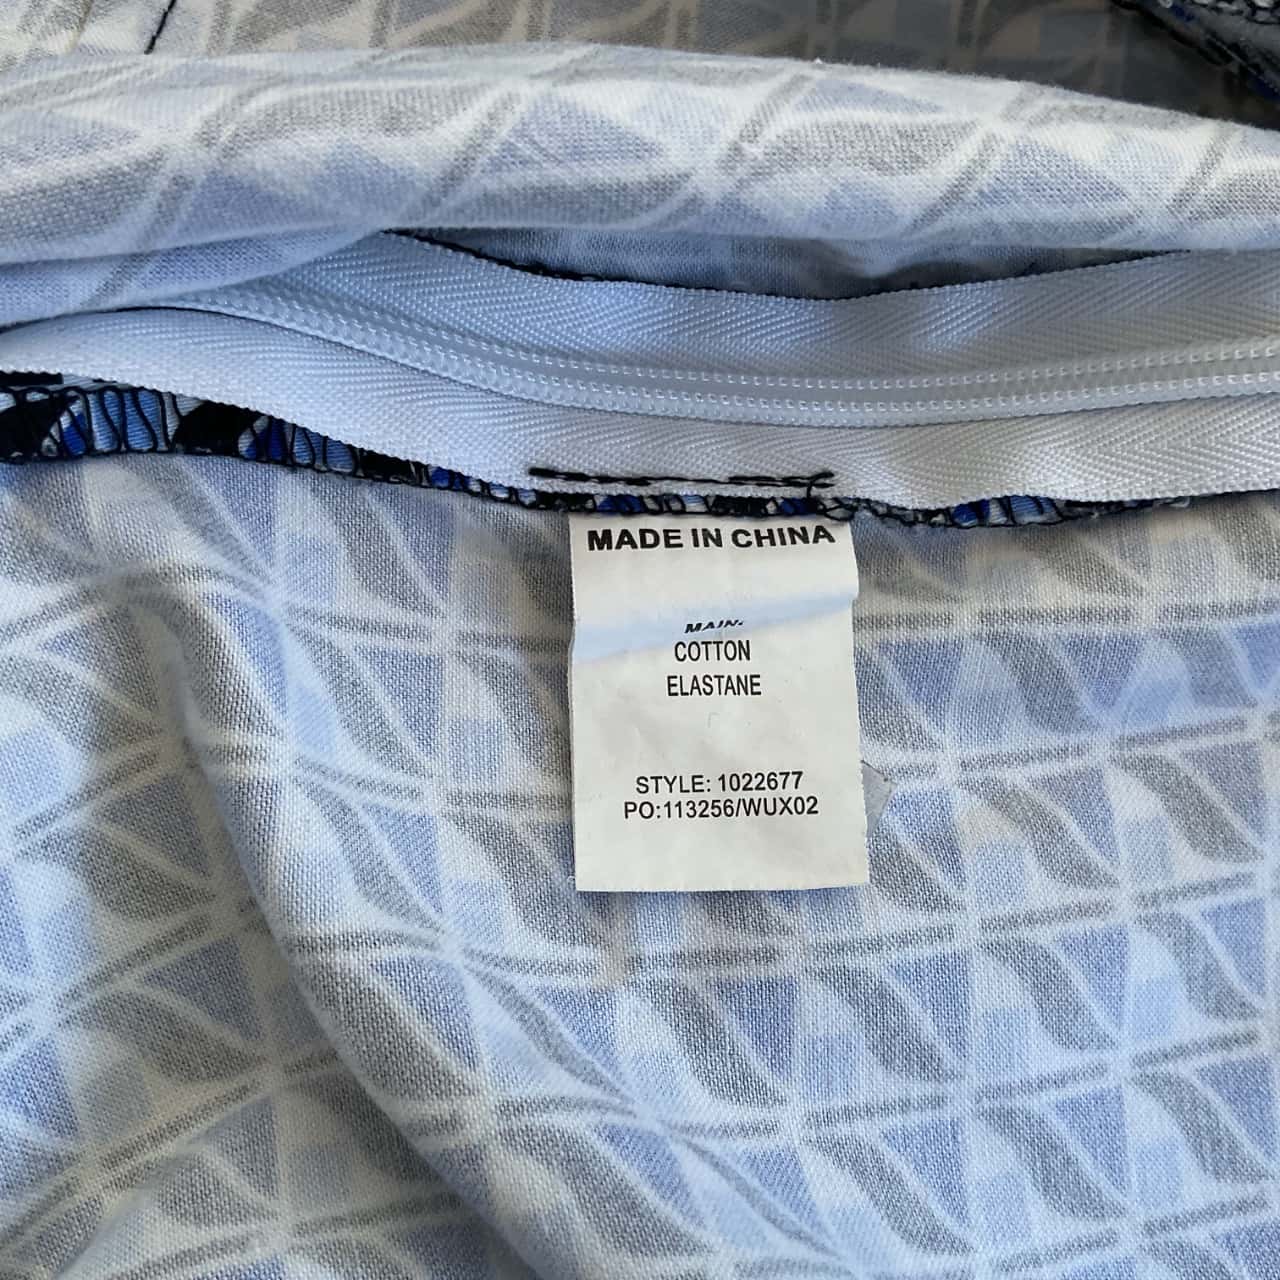 MADE IN CHINA
MAIN:
COTTON
ELASTANE
STYLE: 1022677
PO:113256/WUX02